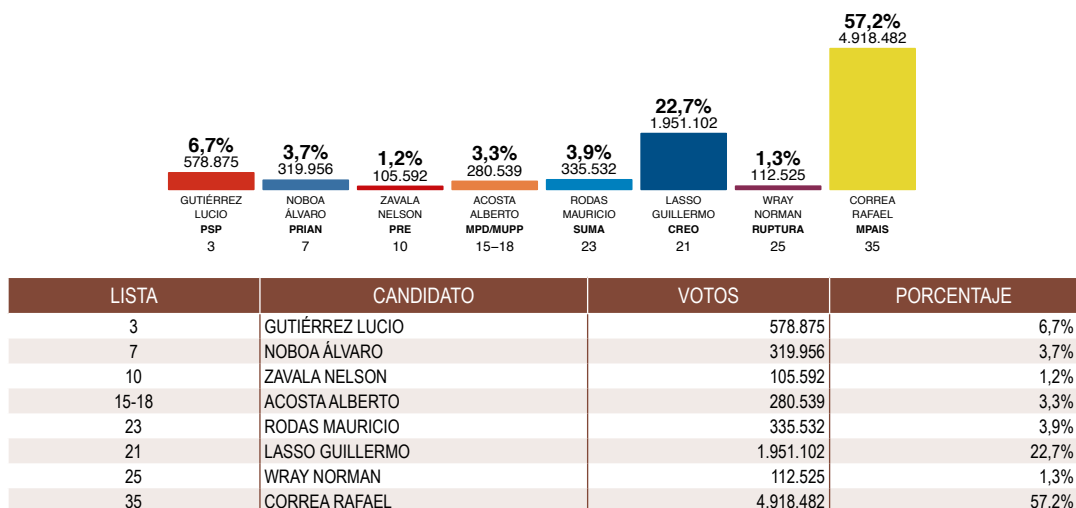 57,2%
4.918.482
22,7%
1.951.102
6,7%
578.875
3,7%
319.956
1,2%
105.592
3,3%
280.539
3,9%
335.532
1,3%
112.525
GUTIÉRREZ
LUCIO
PSP
3
NOBOA
ÁLVARO
PRIAN
7
ZAVALA
NELSON
PRE
10
ACOSTA
ALBERTO
MPD/MUPP
15–18
RODAS
MAURICIO
SUMA
23
LASSO
GUILLERMO
CREO
21
WRAY
NORMAN
RUPTURA
25
CORREA
RAFAEL
MPAIS
35
LISTA CANDIDATO VOTOS PORCENTAJE
3 GUTIÉRREZ LUCIO 578.875 6,7%
7 NOBOA ÁLVARO 319.956 3,7%
10 ZAVALA NELSON 105.592 1,2%
15-18 ACOSTA ALBERTO 280.539 3,3%
23 RODAS MAURICIO 335.532 3,9%
21 LASSO GUILLERMO 1.951.102 22,7%
25 WRAY NORMAN 112.525 1,3%
35 CORREA RAFAEL 4.918.482 57,2%